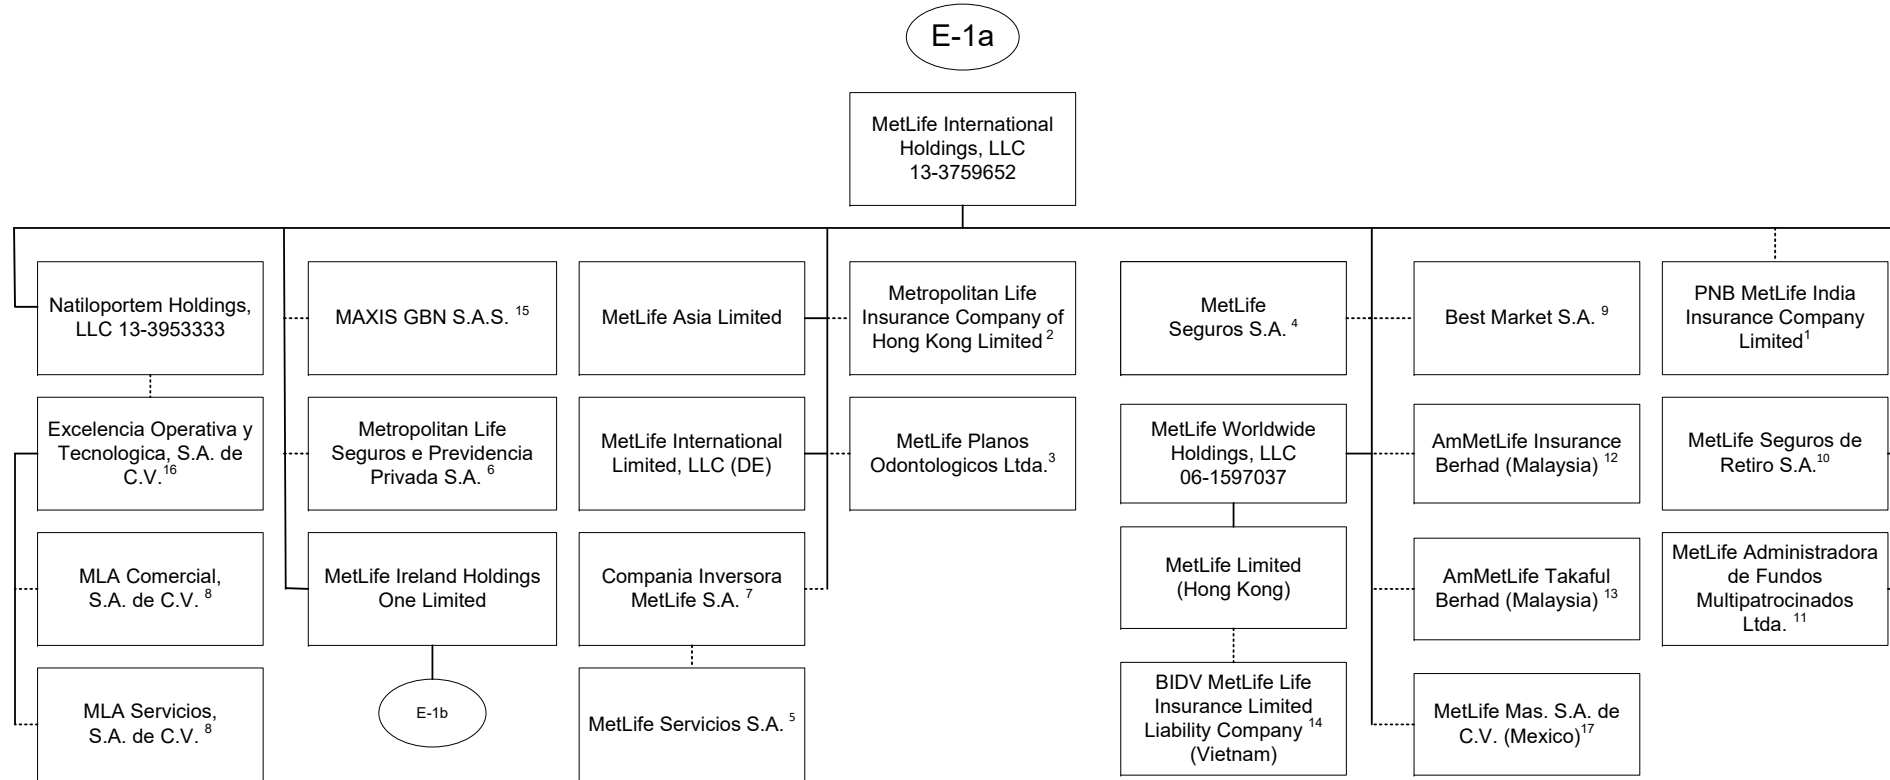 E-1a
MetLife International
Holdings, LLC
13-3759652
Natiloportem Holdings,
LLC 13-3953333
MAXIS GBN S.A.S. 15
MetLife Asia Limited
Metropolitan Life
Insurance Company of
Hong Kong Limited 2
MetLife
Seguros S.A. 4
Best Market S.A. 9
PNB MetLife India
Insurance Company
Limited1
Excelencia Operativa y
Tecnologica, S.A. de
C.V.16
Metropolitan Life
Seguros e Previdencia
Privada S.A. 6
MetLife International
Limited, LLC (DE)
MetLife Planos
Odontologicos Ltda.3
MetLife Worldwide
Holdings, LLC
06-1597037
AmMetLife Insurance
Berhad (Malaysia) 12
MetLife Seguros de
Retiro S.A.10
MLA Comercial,
S.A. de C.V. 8
MetLife Ireland Holdings
One Limited
Compania Inversora
MetLife S.A. 7
MetLife Limited
(Hong Kong)
AmMetLife Takaful
Berhad (Malaysia) 13
MetLife Administradora
de Fundos
Multipatrocinados
Ltda. 11
MLA Servicios,
S.A. de C.V. 8
E-1b
MetLife Servicios S.A. 5
BIDV MetLife Life
Insurance Limited
Liability Company 14
(Vietnam)
MetLife Mas. S.A. de
C.V. (Mexico)17